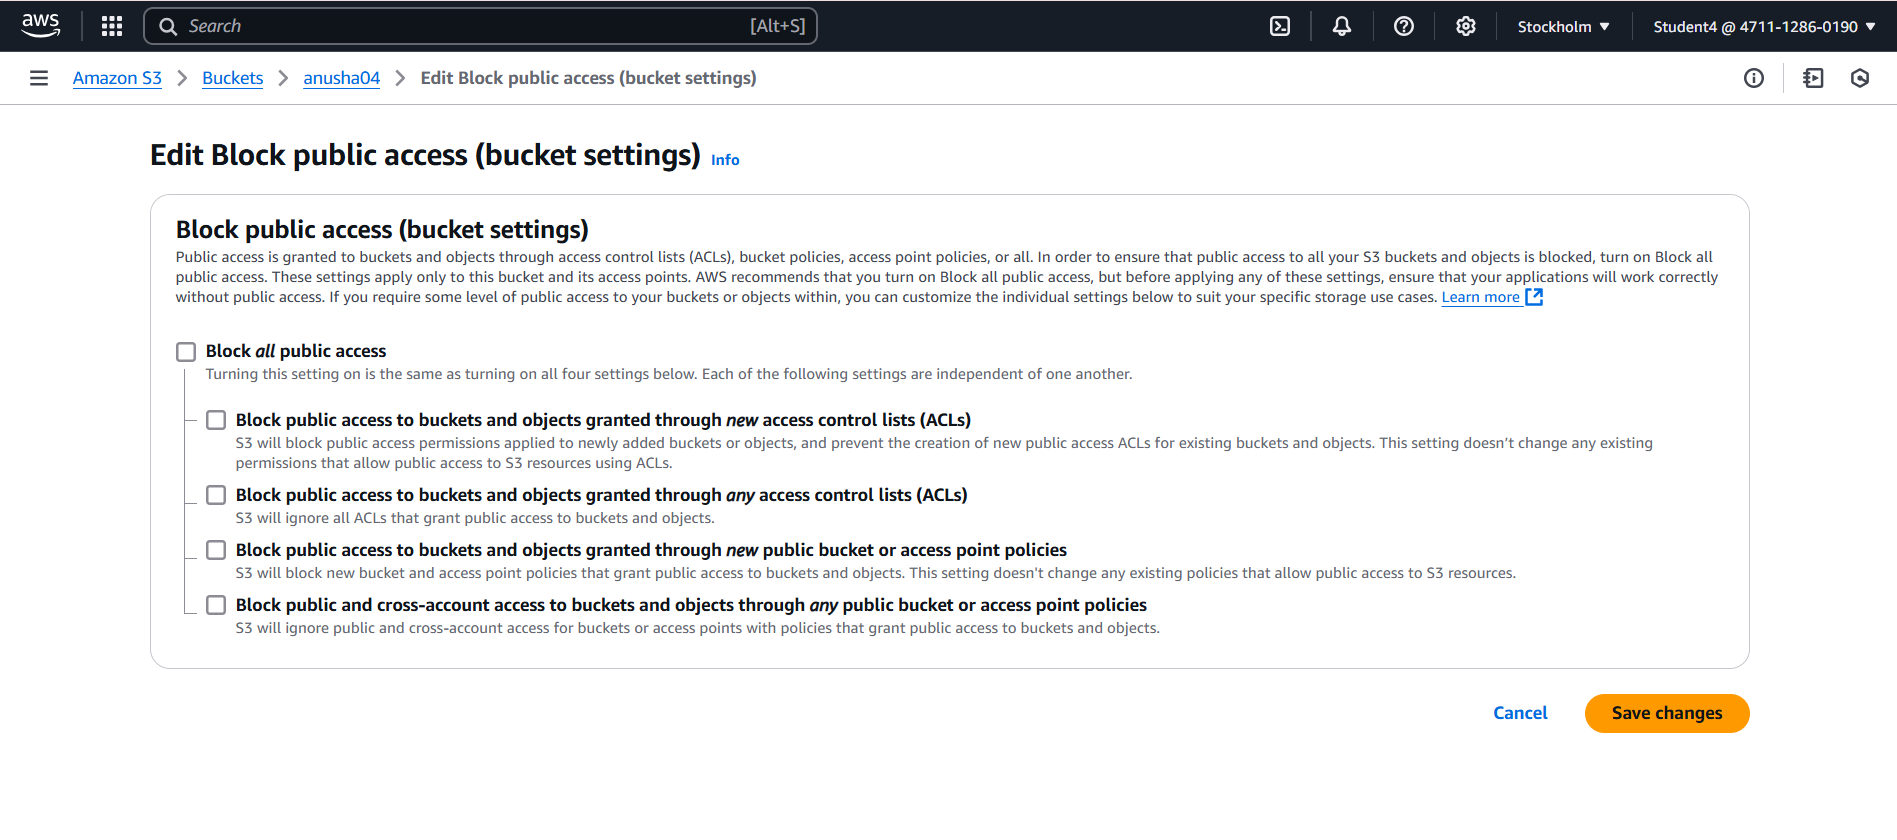 aws
Search [Alt+S]
Stockholm
Student4 @ 4711-1286-0190
Amazon S3 Buckets anusha04 Edit Block public access (bucket settings)
Edit Block public access (bucket settings) Info
Block public access (bucket settings)
Public access is granted to buckets and objects through access control lists (ACLs), bucket policies, access point policies, or all. In order to ensure that public access to all your S3 buckets and objects is blocked, turn on Block all
public access. These settings apply only to this bucket and its access points. AWS recommends that you turn on Block all public access, but before applying any of these settings, ensure that your applications will work correctly
without public access. If you require some level of public access to your buckets or objects within, you can customize the individual settings below to suit your specific storage use cases. Learn more
Block all public access
Turning this setting on is the same as turning on all four settings below. Each of the following settings are independent of one another.
Block public access to buckets and objects granted through new access control lists (ACLs)
S3 will block public access permissions applied to newly added buckets or objects, and prevent the creation of new public access ACLs for existing buckets and objects. This setting doesn’t change any existing
permissions that allow public access to S3 resources using ACLs.
Block public access to buckets and objects granted through any access control lists (ACLs)
S3 will ignore all ACLs that grant public access to buckets and objects.
Block public access to buckets and objects granted through new public bucket or access point policies
S3 will block new bucket and access point policies that grant public access to buckets and objects. This setting doesn't change any existing policies that allow public access to S3 resources.
Block public and cross-account access to buckets and objects through any public bucket or access point policies
S3 will ignore public and cross-account access for buckets or access points with policies that grant public access to buckets and objects.
Cancel
Save changes